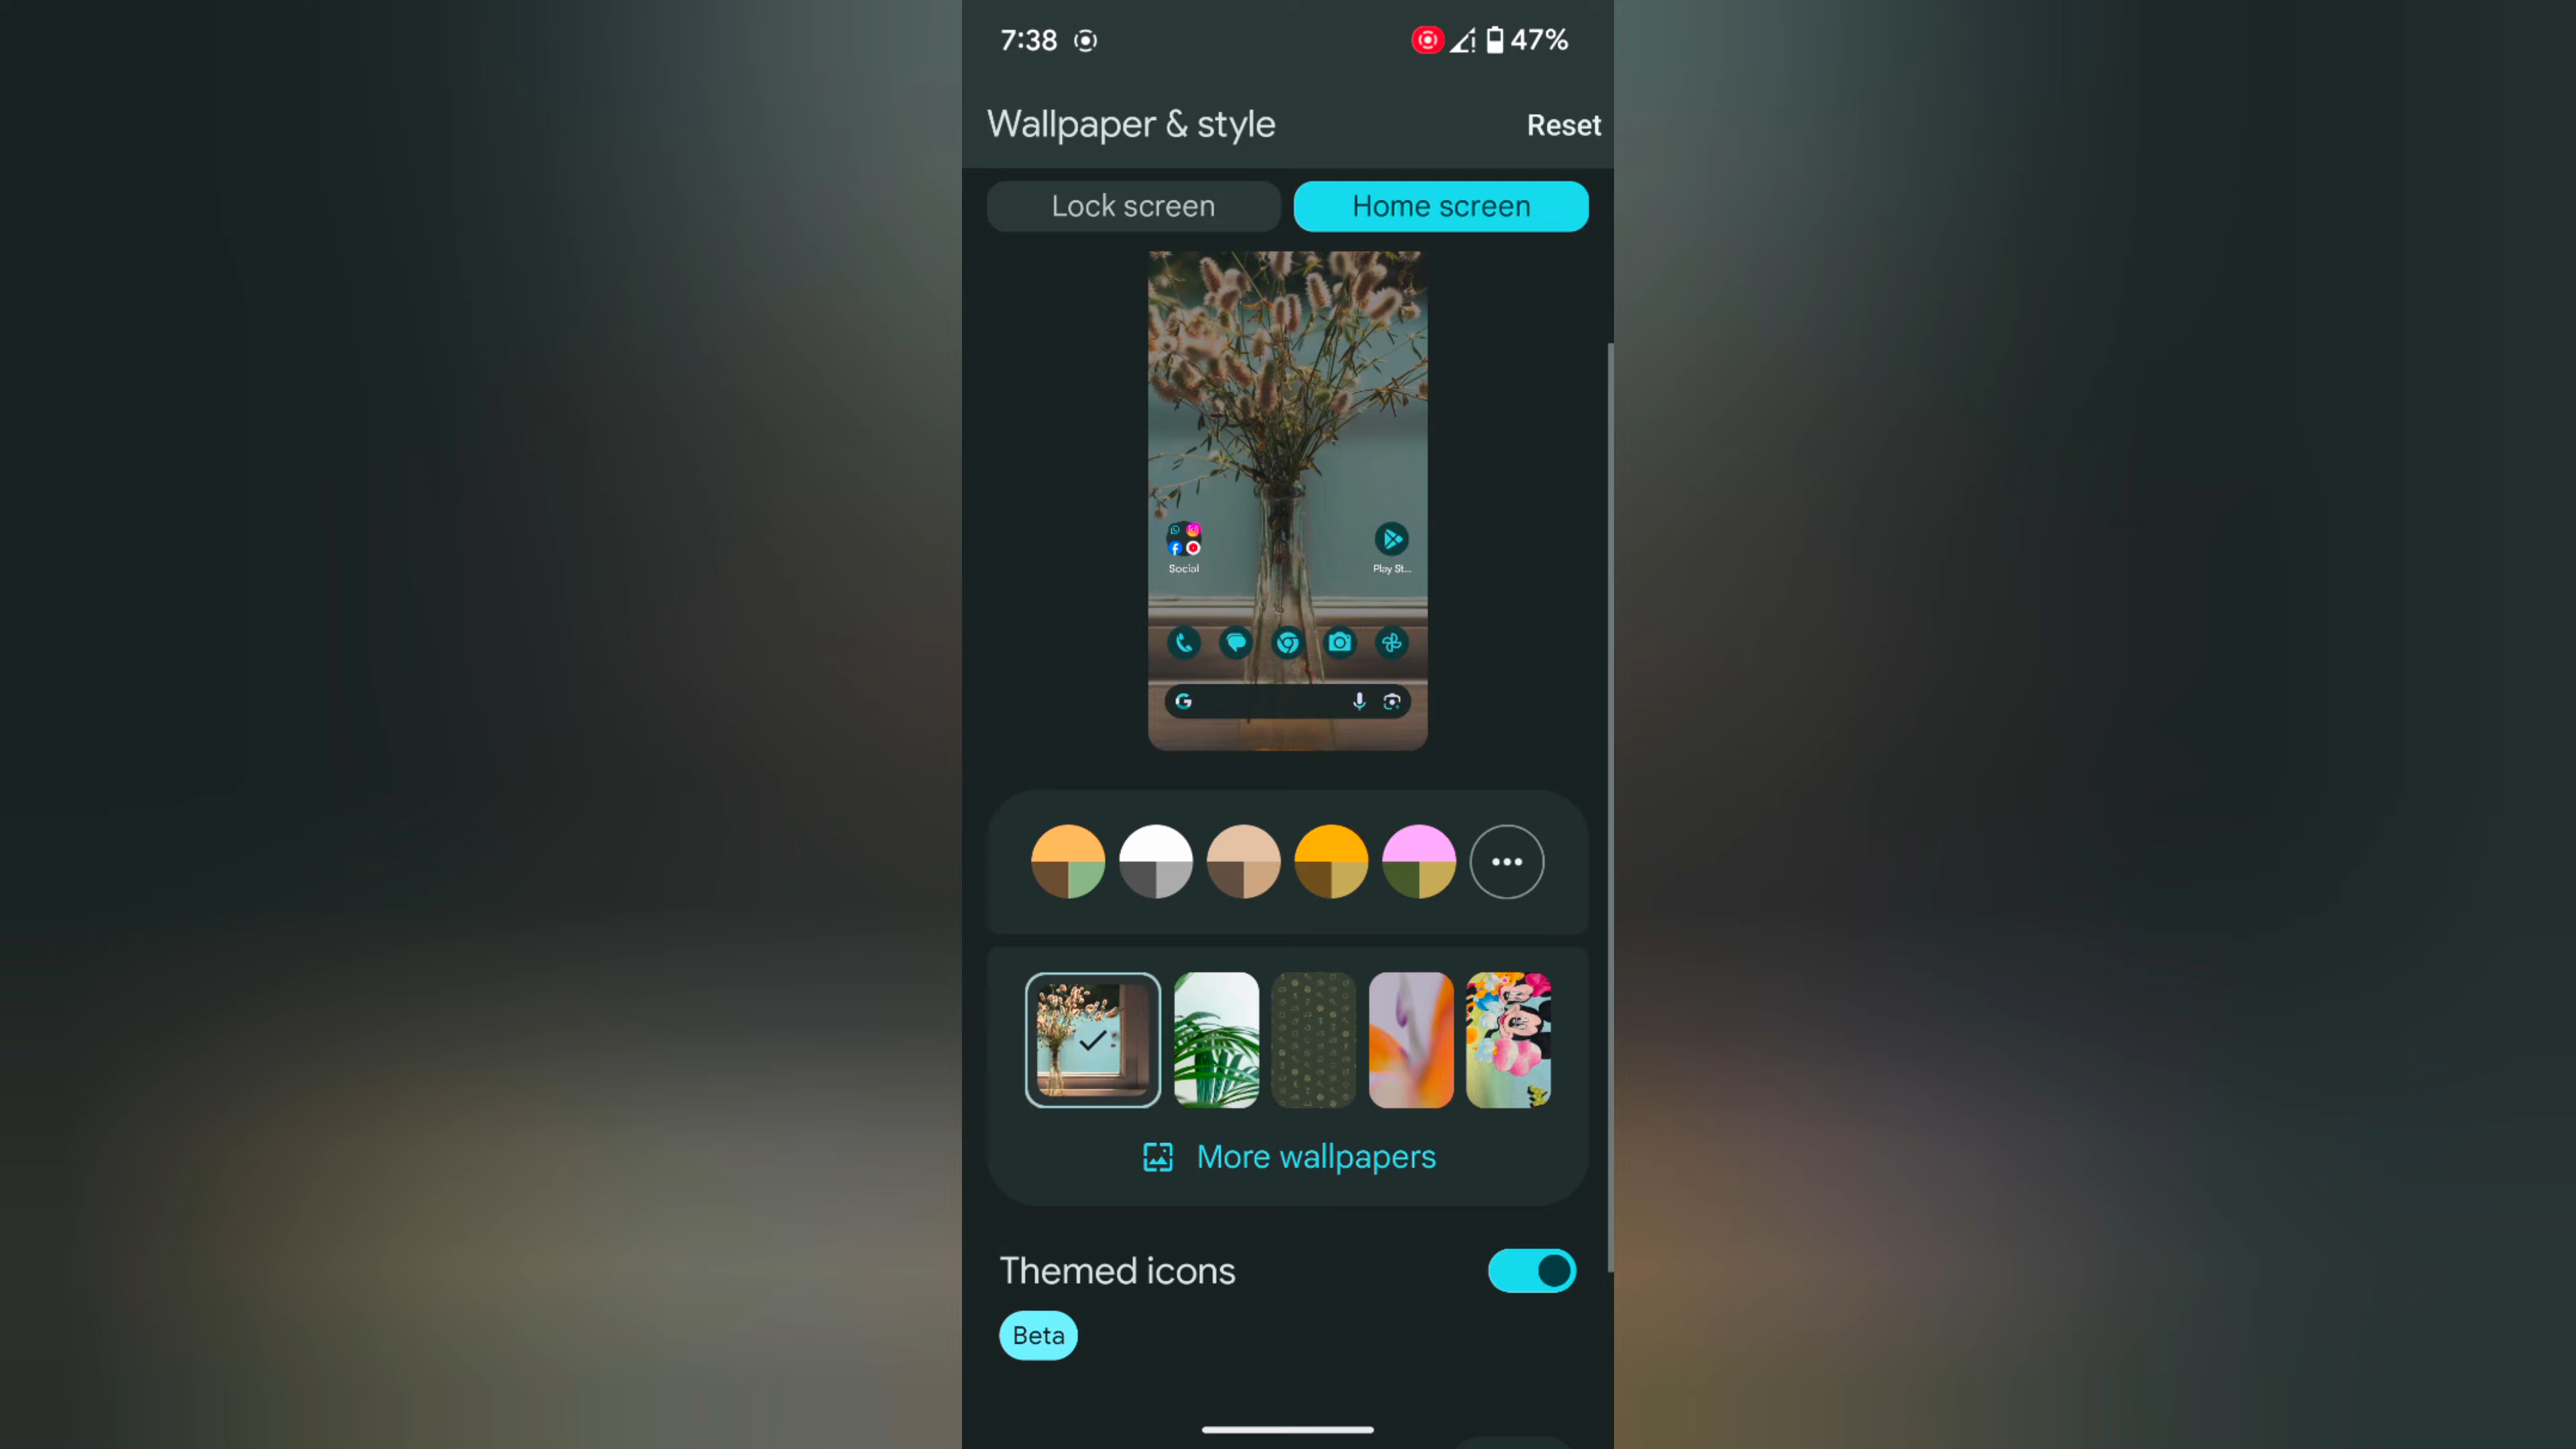 7:38 47%
Wallpaper & style Reset
Lock screen Home screen
Social Play St...
G
More wallpapers
Themed icons
Beta